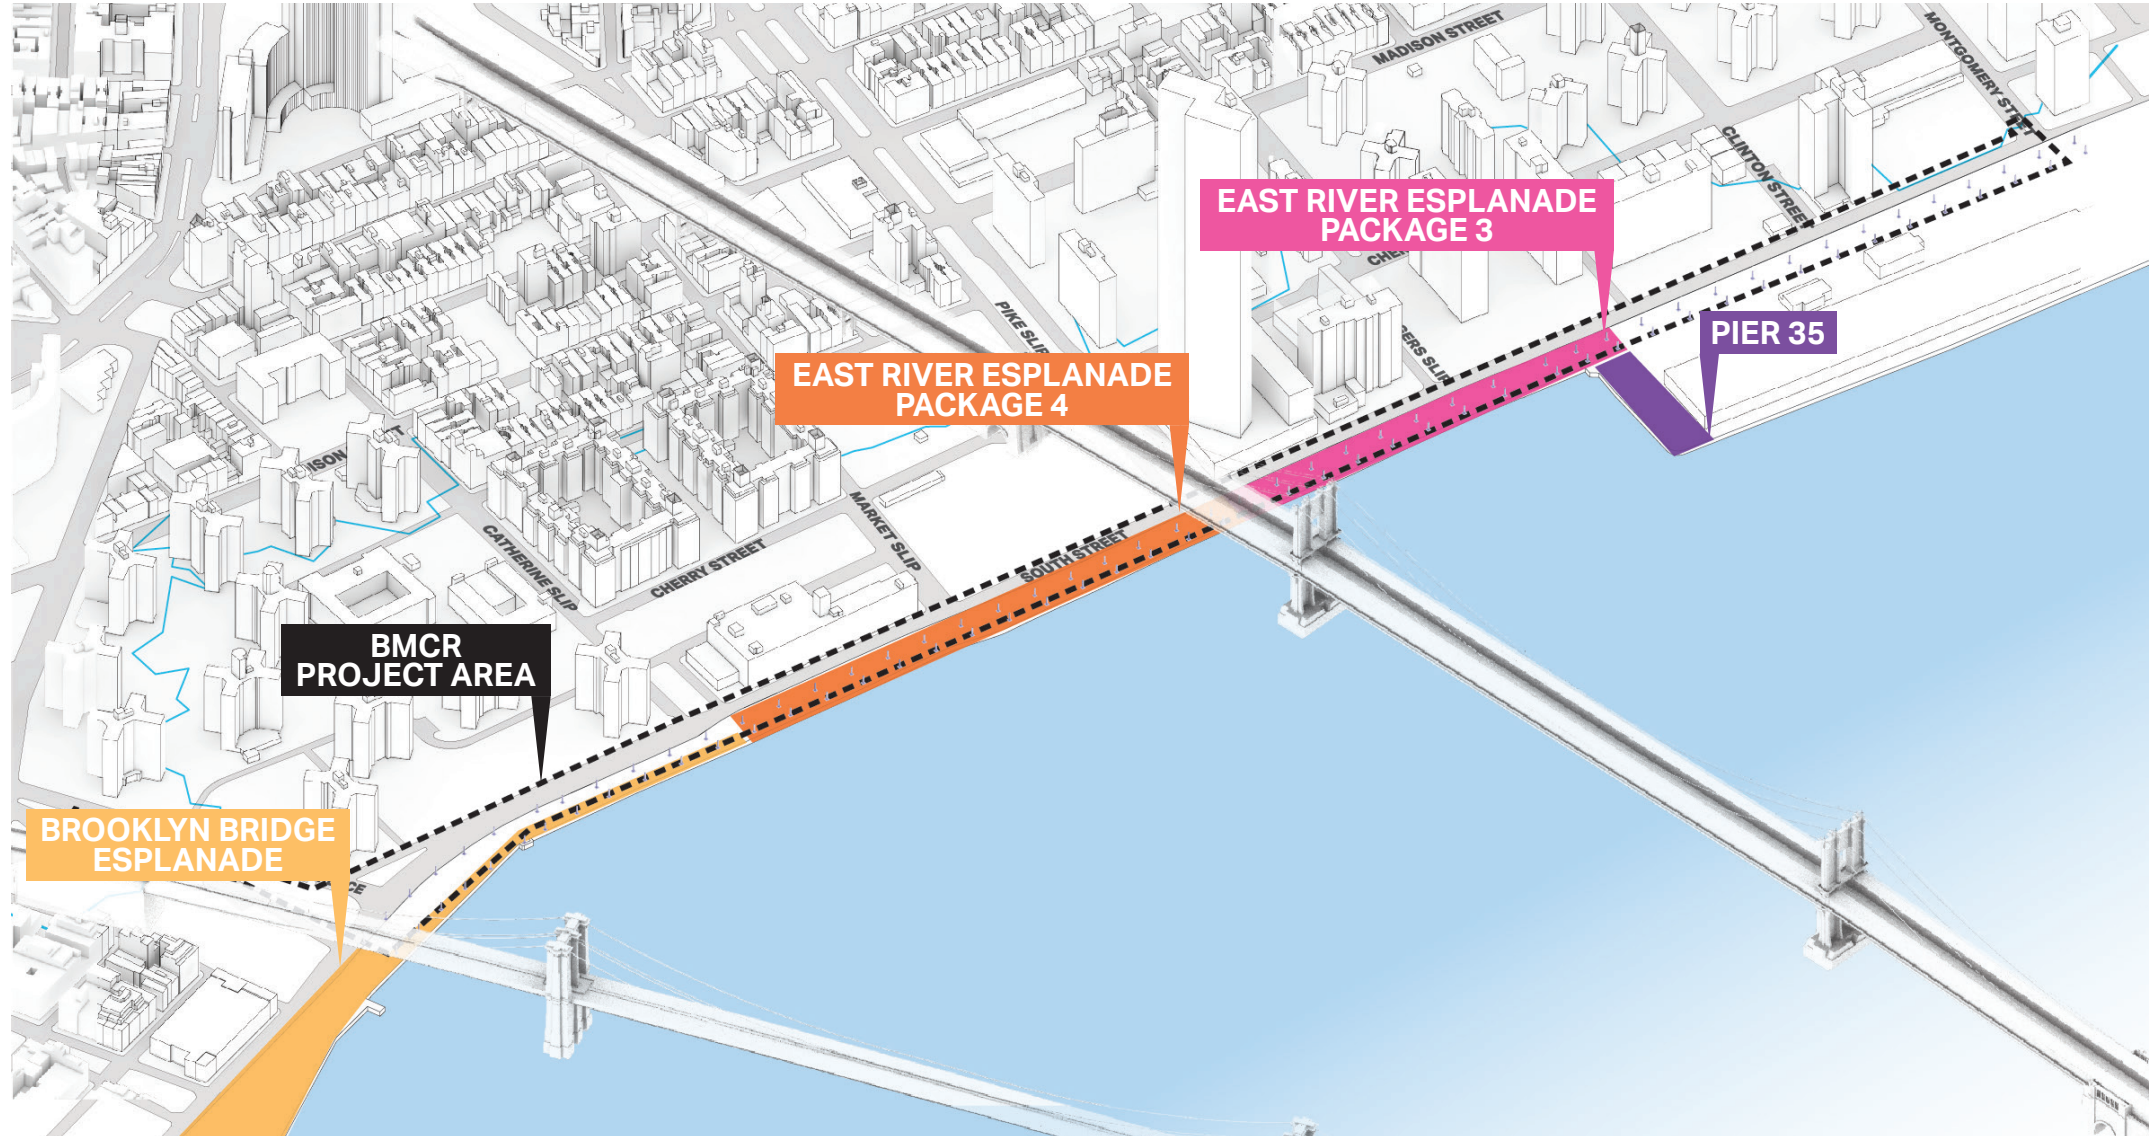 MADISON STREET
MONTGOMERY STREET
CLINTON STREET
EAST RIVER ESPLANADE
PACKAGE 3
PIKE SLIP
PIER 35
EAST RIVER ESPLANADE
PACKAGE 4
MARKET SLIP
SOUTH STREET
CATHERINE SLIP
CHERRY STREET
BMCR
PROJECT AREA
BROOKLYN BRIDGE
ESPLANADE